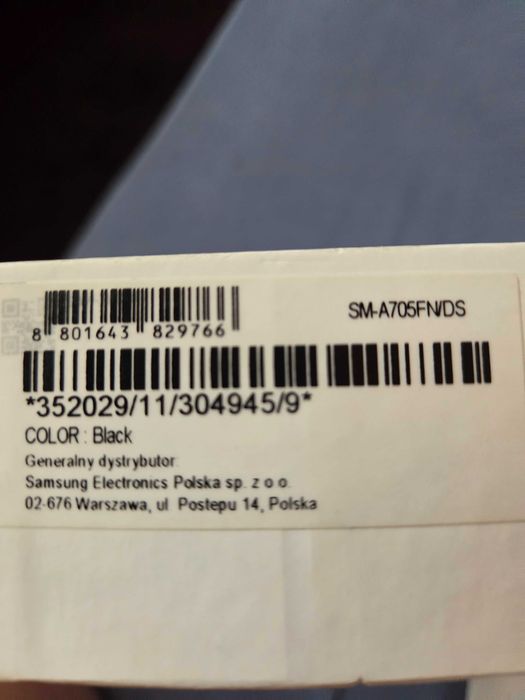 SM-A705FN/DS
8 801643 829766
*352029/11/304945/9*
COLOR : Black
Generalny dystrybutor:
Samsung Electronics Polska sp. z o.o.
02-676 Warszawa, ul. Postepu 14, Polska